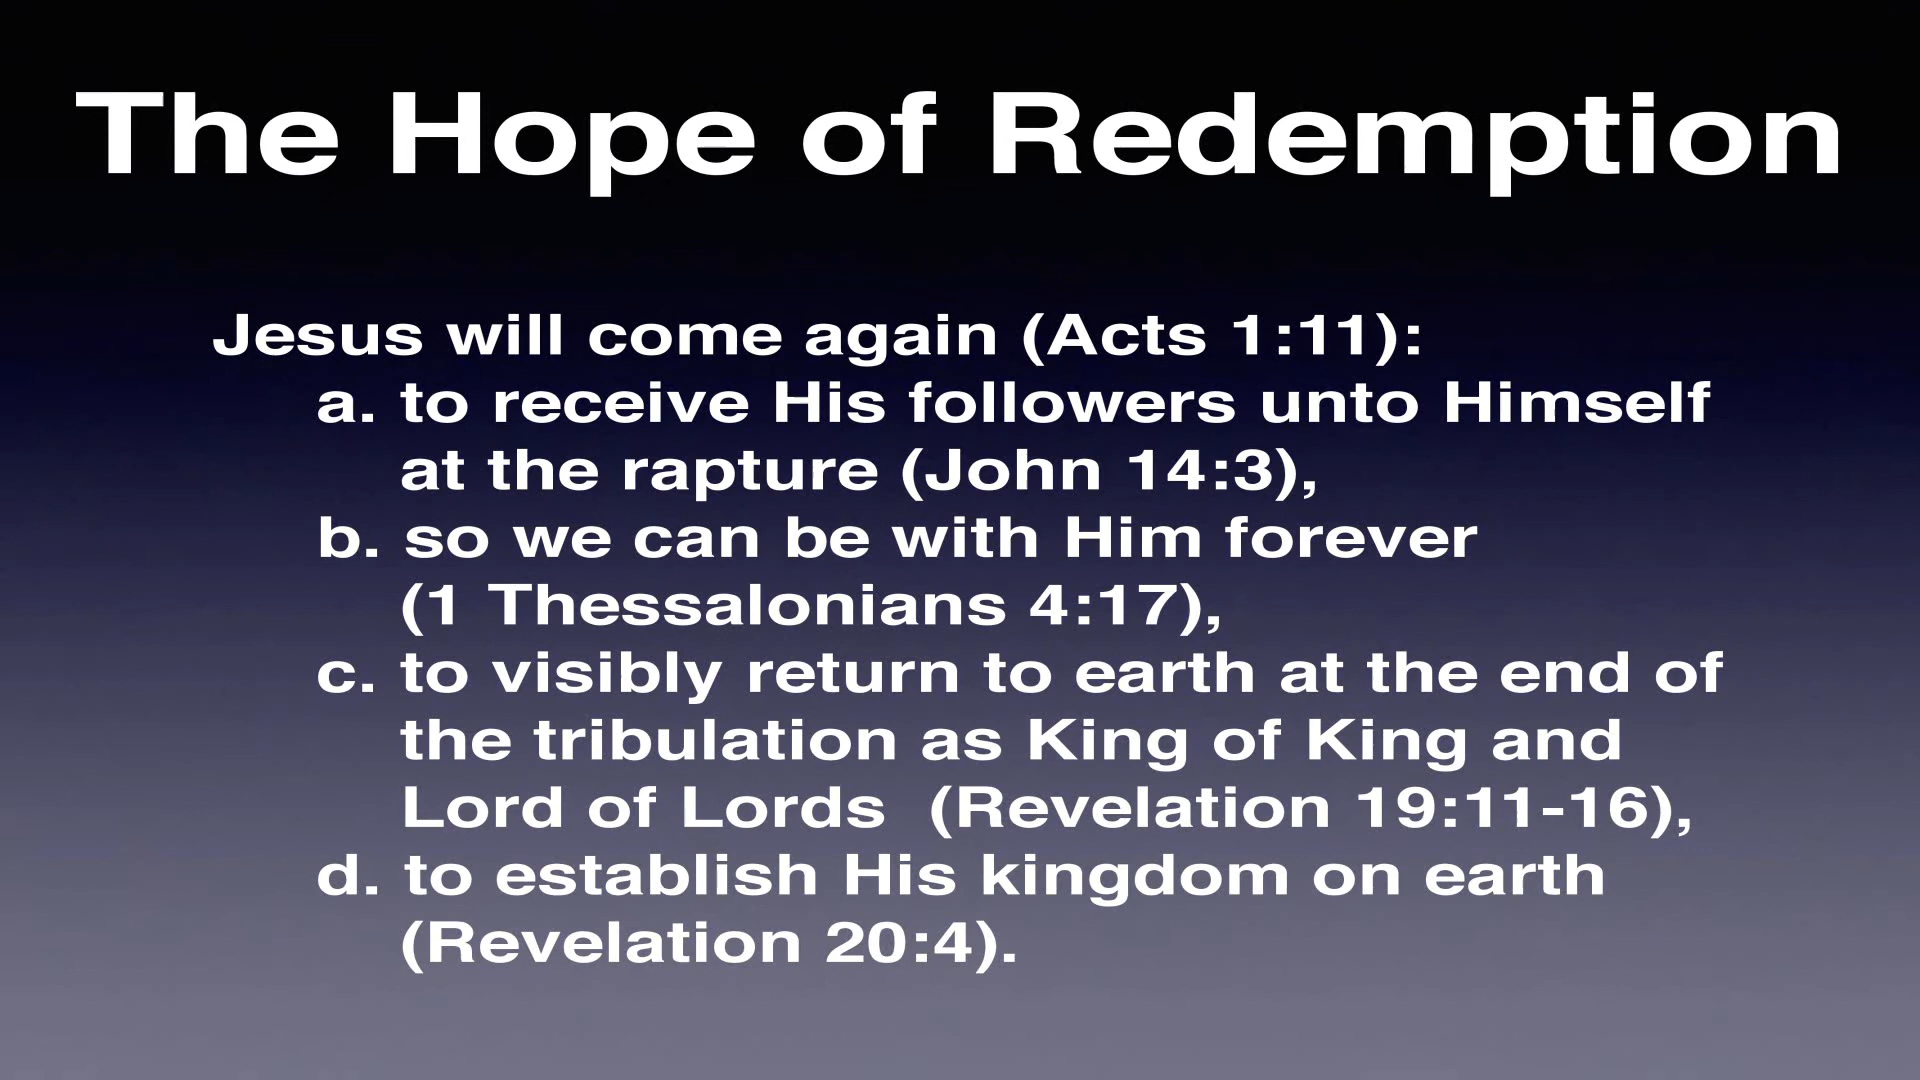 The Hope of Redemption
Jesus will come again (Acts 1:11):
a. to receive His followers unto Himself
at the rapture (John 14:3),
b. so we can be with Him forever
(1 Thessalonians 4:17),
c. to visibly return to earth at the end of
the tribulation as King of King and
Lord of Lords  (Revelation 19:11-16),
d. to establish His kingdom on earth
(Revelation 20:4).